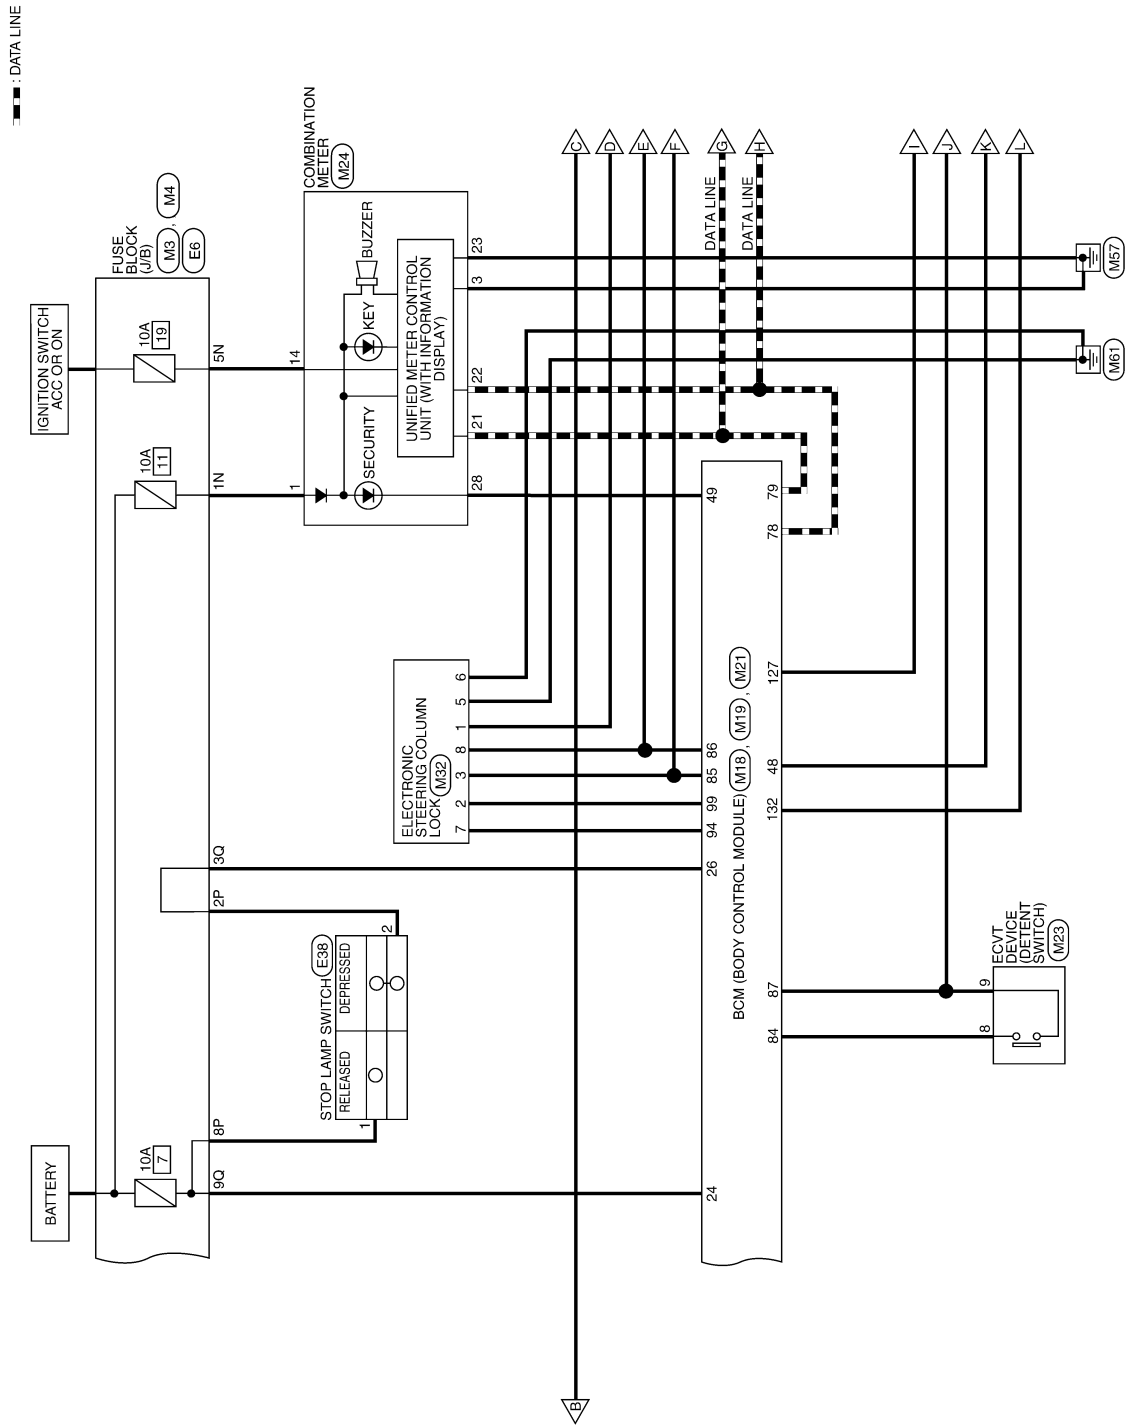 : DATA LINE
BATTERY
IGNITION SWITCH
ACC OR ON
FUSE
BLOCK
(J/B)
M3 , M4
E6
10A
7
10A
11
10A
19
9Q
8P
2P
3Q
1N
5N
STOP LAMP SWITCH E38
RELEASED
DEPRESSED
1
2
COMBINATION
METER
M24
1
14
SECURITY
KEY
BUZZER
UNIFIED METER CONTROL
UNIT (WITH INFORMATION
DISPLAY)
28
21
22
3
23
ELECTRONIC
STEERING COLUMN
LOCK M32
7
2
3
8
1
5
6
B
C
D
E
F
G
H
DATA LINE
DATA LINE
24
26
94
99
85
86
49
BCM (BODY CONTROL MODULE) M18 , M19 , M21
84
87
132
48
127
78
79
I
J
K
L
8
9
ECVT
DEVICE
(DETENT
SWITCH)
M23
M61
M57